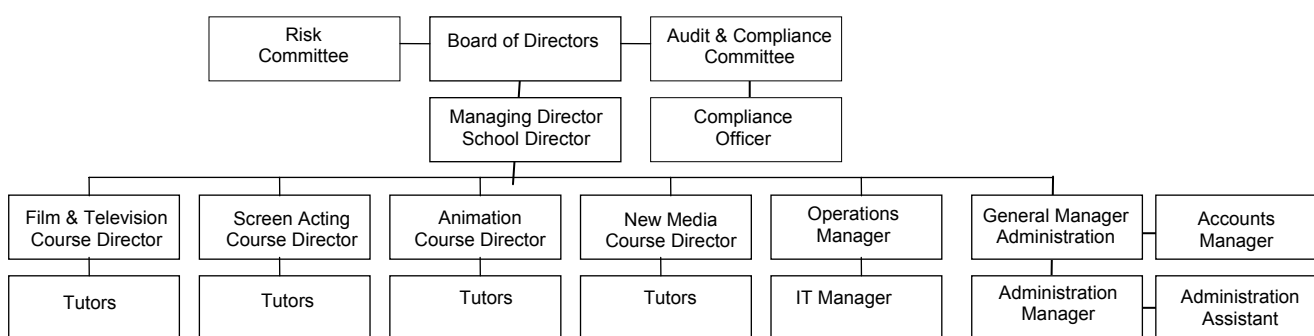 Risk
Committee
Board of Directors
Audit & Compliance
Committee
Managing Director
School Director
Compliance
Officer
Film & Television
Course Director
Screen Acting
Course Director
Animation
Course Director
New Media
Course Director
Operations
Manager
General Manager
Administration
Accounts
Manager
Tutors
Tutors
Tutors
Tutors
IT Manager
Administration
Manager
Administration
Assistant